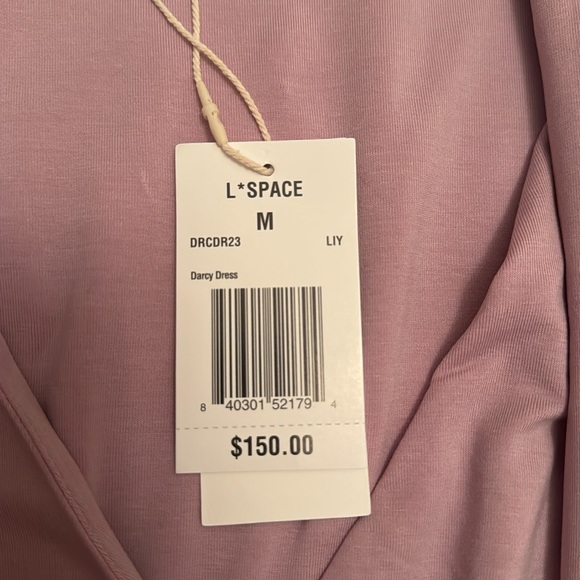 L*SPACE
M
DRCDR23 LIY
Darcy Dress
8 40301 52179 4
$150.00